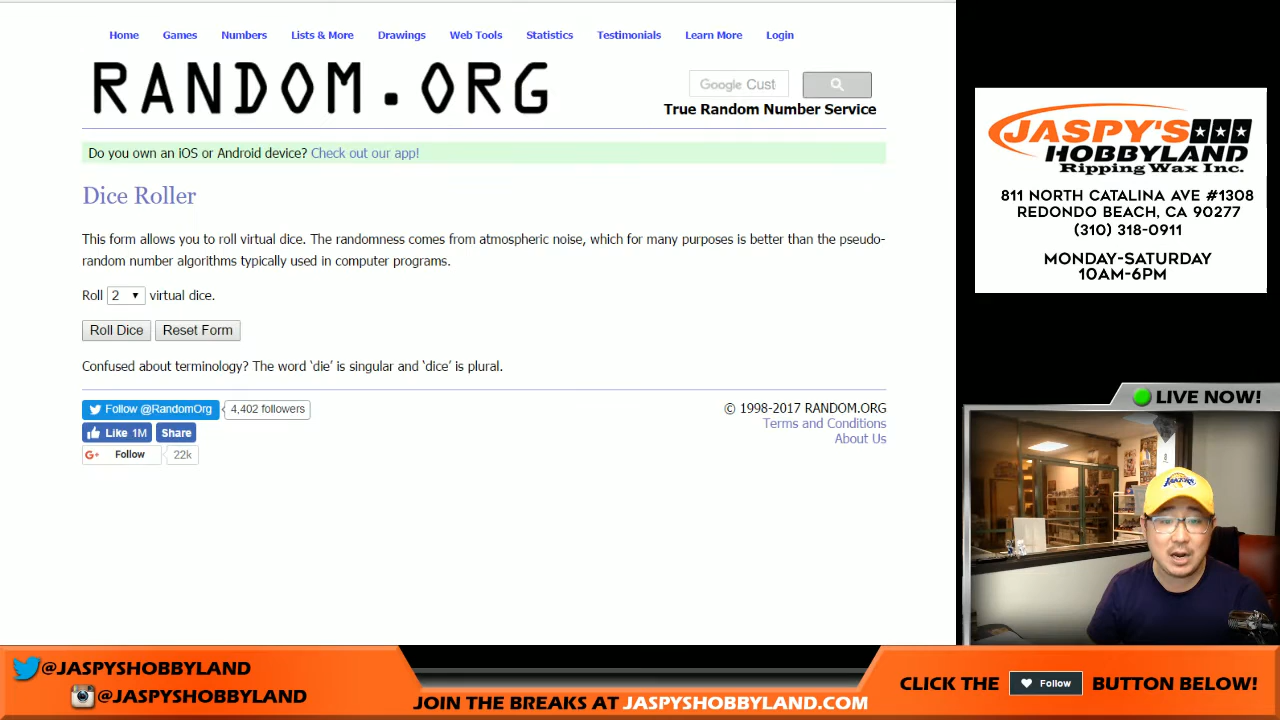 Home Games Numbers Lists & More Drawings Web Tools Statistics Testimonials Learn More Login
RANDOM.ORG
Google Cust
True Random Number Service
Do you own an iOS or Android device? Check out our app!
Dice Roller
This form allows you to roll virtual dice. The randomness comes from atmospheric noise, which for many purposes is better than the pseudo-
random number algorithms typically used in computer programs.
Roll 2 virtual dice.
Roll Dice Reset Form
Confused about terminology? The word ‘die’ is singular and ‘dice’ is plural.
Follow @RandomOrg 4,402 followers
Like 1M Share
G+ Follow 22k
© 1998-2017 RANDOM.ORG
Terms and Conditions
About Us
JASPY'S
HOBBYLAND
Ripping Wax Inc.
811 NORTH CATALINA AVE #1308
REDONDO BEACH, CA 90277
(310) 318-0911
MONDAY-SATURDAY
10AM-6PM
LIVE NOW!
LAKERS
@JASPYSHOBBYLAND
@JASPYSHOBBYLAND
JOIN THE BREAKS AT JASPYSHOBBYLAND.COM
CLICK THE Follow BUTTON BELOW!